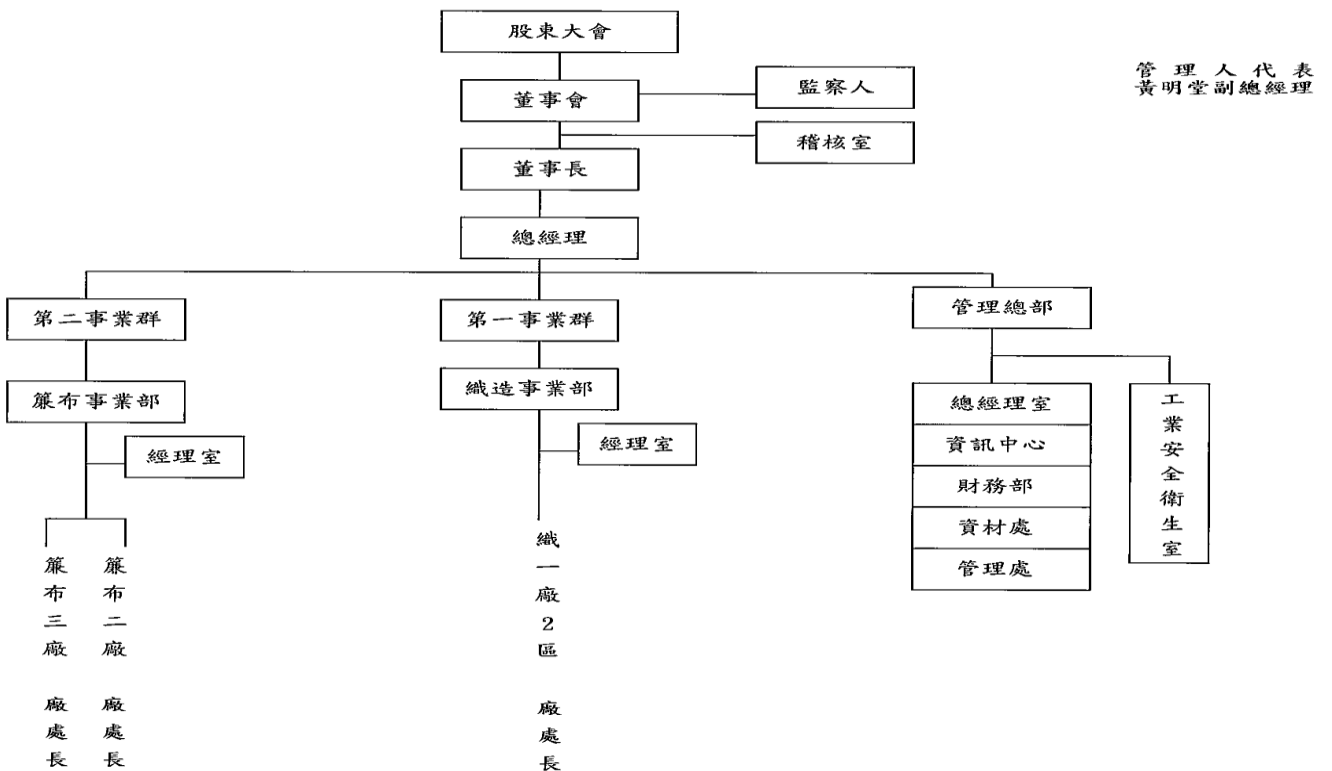 股東大會
管理人代表
黃明堂副總經理
董事會
監察人
稽核室
董事長
總經理
第二事業群
第一事業群
管理總部
簾布事業部
織造事業部
總經理室
資訊中心
財務部
資材處
管理處
工業安全衛生室
經理室
經理室
簾布三廠 廠處長
簾布二廠 廠處長
織一廠2區 廠處長